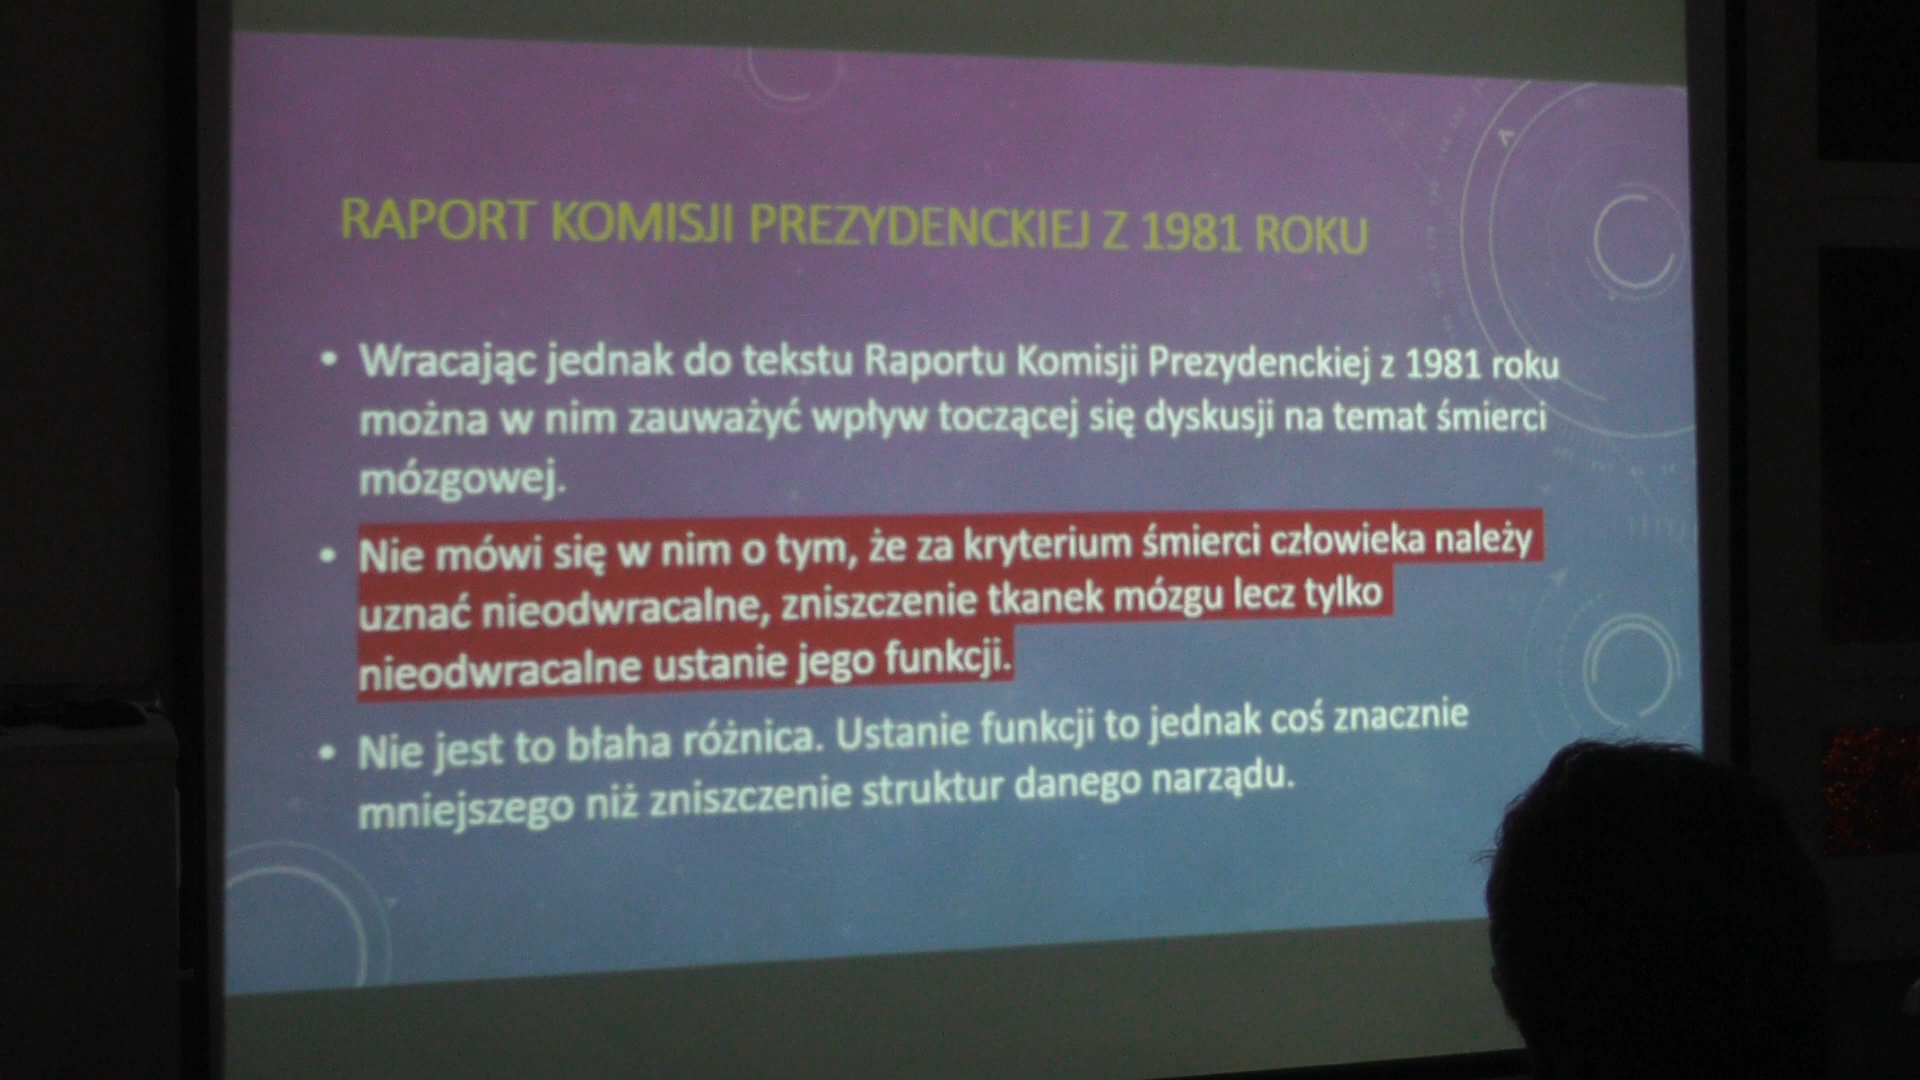 RAPORT KOMISJI PREZYDENCKIEJ Z 1981 ROKU
• Wracając jednak do tekstu Raportu Komisji Prezydenckiej z 1981 roku
można w nim zauważyć wpływ toczącej się dyskusji na temat śmierci
mózgowej.
• Nie mówi się w nim o tym, że za kryterium śmierci człowieka należy
uznać nieodwracalne, zniszczenie tkanek mózgu lecz tylko
nieodwracalne ustanie jego funkcji.
• Nie jest to błaha różnica. Ustanie funkcji to jednak coś znacznie
mniejszego niż zniszczenie struktur danego narządu.